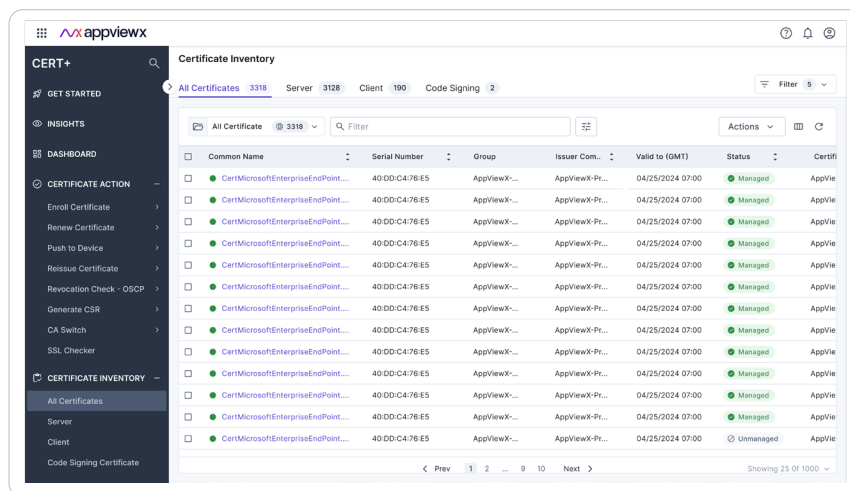 appviewx
CERT+
GET STARTED
INSIGHTS
DASHBOARD
CERTIFICATE ACTION
Enroll Certificate
Renew Certificate
Push to Device
Reissue Certificate
Revocation Check - OSCP
Generate CSR
CA Switch
SSL Checker
CERTIFICATE INVENTORY
All Certificates
Server
Client
Code Signing Certificate
Certificate Inventory
All Certificates 3318 Server 3128 Client 190 Code Signing 2
Filter 5
All Certificate 3318 Filter Actions
Common Name Serial Number Group Issuer Com.. Valid to (GMT) Status Certifi
CertMicrosoftEnterpriseEndPoint.... 40:DD:C4:76:E5 AppViewX-... AppViewX-Pr... 04/25/2024 07:00 Managed AppVie
CertMicrosoftEnterpriseEndPoint.... 40:DD:C4:76:E5 AppViewX-... AppViewX-Pr... 04/25/2024 07:00 Managed AppVie
CertMicrosoftEnterpriseEndPoint.... 40:DD:C4:76:E5 AppViewX-... AppViewX-Pr... 04/25/2024 07:00 Managed AppVie
CertMicrosoftEnterpriseEndPoint.... 40:DD:C4:76:E5 AppViewX-... AppViewX-Pr... 04/25/2024 07:00 Managed AppVie
CertMicrosoftEnterpriseEndPoint.... 40:DD:C4:76:E5 AppViewX-... AppViewX-Pr... 04/25/2024 07:00 Managed AppVie
CertMicrosoftEnterpriseEndPoint.... 40:DD:C4:76:E5 AppViewX-... AppViewX-Pr... 04/25/2024 07:00 Managed AppVie
CertMicrosoftEnterpriseEndPoint.... 40:DD:C4:76:E5 AppViewX-... AppViewX-Pr... 04/25/2024 07:00 Managed AppVie
CertMicrosoftEnterpriseEndPoint.... 40:DD:C4:76:E5 AppViewX-... AppViewX-Pr... 04/25/2024 07:00 Managed AppVie
CertMicrosoftEnterpriseEndPoint.... 40:DD:C4:76:E5 AppViewX-... AppViewX-Pr... 04/25/2024 07:00 Managed AppVie
CertMicrosoftEnterpriseEndPoint.... 40:DD:C4:76:E5 AppViewX-... AppViewX-Pr... 04/25/2024 07:00 Managed AppVie
CertMicrosoftEnterpriseEndPoint.... 40:DD:C4:76:E5 AppViewX-... AppViewX-Pr... 04/25/2024 07:00 Managed AppVie
CertMicrosoftEnterpriseEndPoint.... 40:DD:C4:76:E5 AppViewX-... AppViewX-Pr... 04/25/2024 07:00 Managed AppVie
CertMicrosoftEnterpriseEndPoint.... 40:DD:C4:76:E5 AppViewX-... AppViewX-Pr... 04/25/2024 07:00 Unmanaged AppVie
Prev 1 2 ... 9 10 Next Showing 25 Of 1000